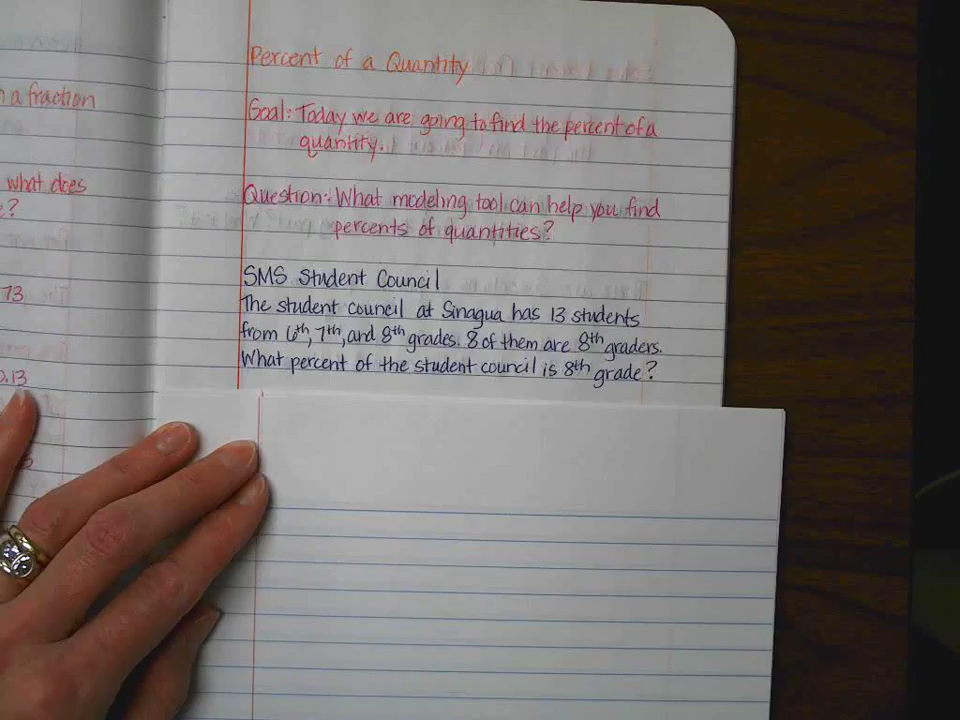 n a fraction
what does
e?
73
0.13
Percent of a Quantity
Goal: Today we are going to find the percent of a
quantity.
Question: What modeling tool can help you find
percents of quantities?
SMS Student Council
The student council at Sinagua has 13 students
from 6th, 7th, and 8th grades. 8 of them are 8th graders.
What percent of the student council is 8th grade?